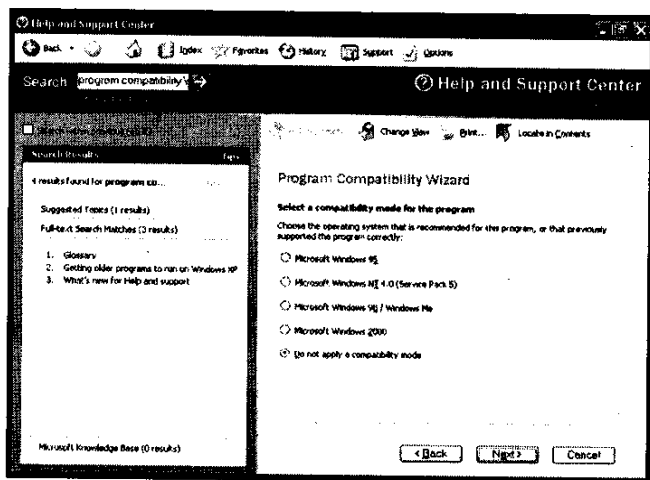 Help and Support Center
Back
Index
Favorites
History
Support
Options
Search
program compatibility
Help and Support Center
Change View
Print...
Locate in Contents
Search Results
Tips
4 results found for program co...
Suggested Topics (1 results)
Full-text Search Matches (3 results)
1. Glossary
2. Getting older programs to run on Windows XP
3. What's new for Help and support
Microsoft Knowledge Base (0 results)
Program Compatibility Wizard
Select a compatibility mode for the program
Choose the operating system that is recommended for this program, or that previously
supported the program correctly:
Microsoft Windows 95
Microsoft Windows NT 4.0 (Service Pack 5)
Microsoft Windows 98 / Windows Me
Microsoft Windows 2000
Do not apply a compatibility mode
< Back
Next >
Cancel